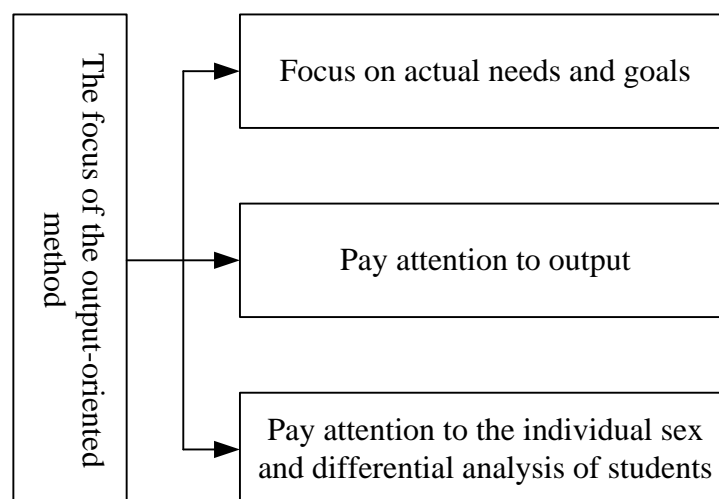 The focus of the output-oriented
method
Focus on actual needs and goals
Pay attention to output
Pay attention to the individual sex
and differential analysis of students